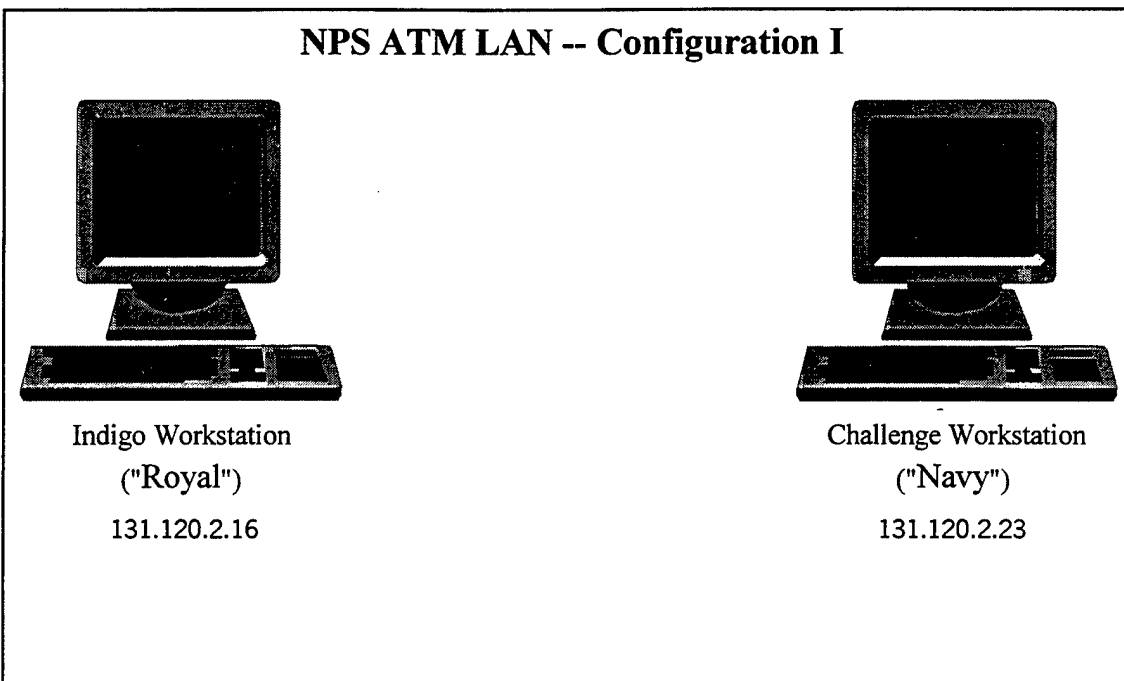 NPS ATM LAN -- Configuration I
Indigo Workstation
("Royal")
131.120.2.16
Challenge Workstation
("Navy")
131.120.2.23